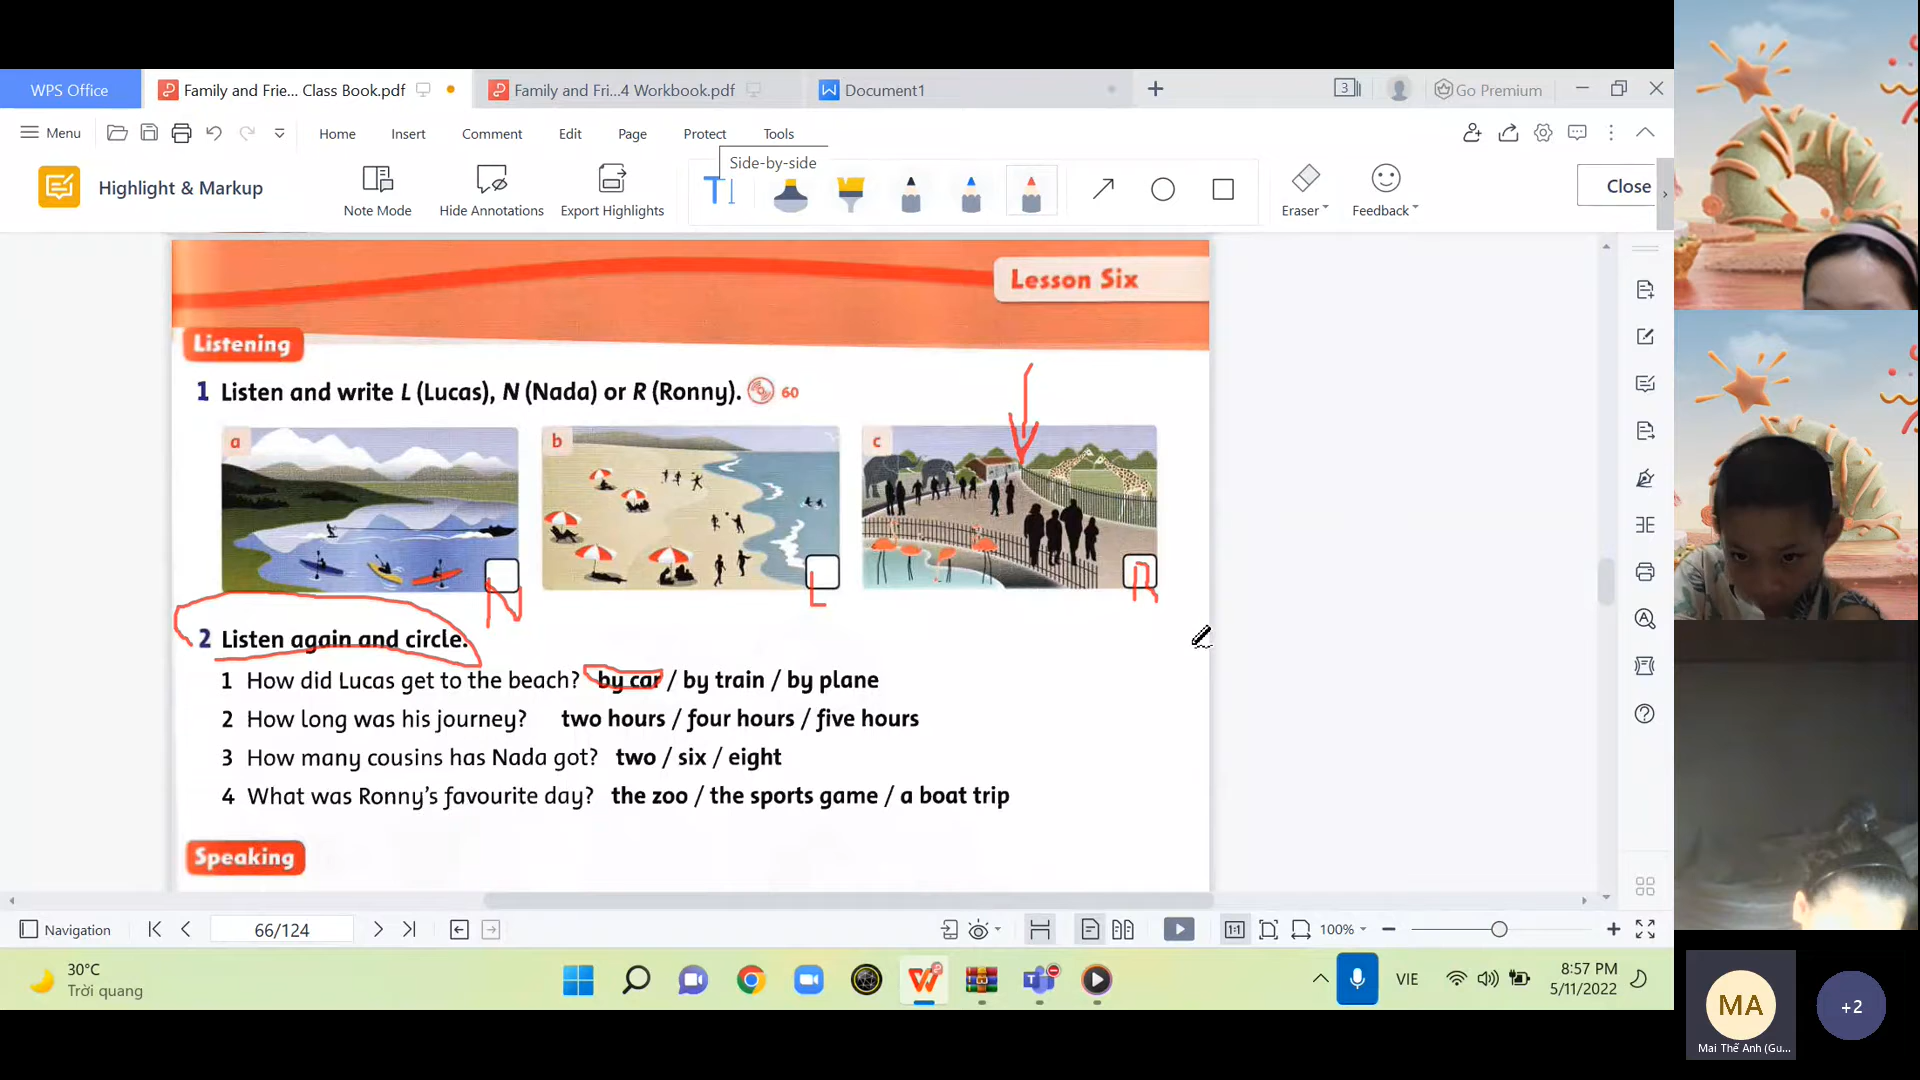 WPS Office
Family and Frie... Class Book.pdf
Family and Fri...4 Workbook.pdf
Document1
3
Go Premium
Menu
Home
Insert
Comment
Edit
Page
Protect
Tools
Side-by-side
Highlight & Markup
Note Mode
Hide Annotations
Export Highlights
Eraser
Feedback
Close
Lesson Six
Listening
1 Listen and write L (Lucas), N (Nada) or R (Ronny). 60
a
b
c
N
L
R
2 Listen again and circle.
1 How did Lucas get to the beach? by car / by train / by plane
2 How long was his journey? two hours / four hours / five hours
3 How many cousins has Nada got? two / six / eight
4 What was Ronny's favourite day? the zoo / the sports game / a boat trip
Speaking
Navigation
66/124
1:1
100%
30°C
Trời quang
VIE
8:57 PM
5/11/2022
MA
Mai Thế Anh (Gu...
+2